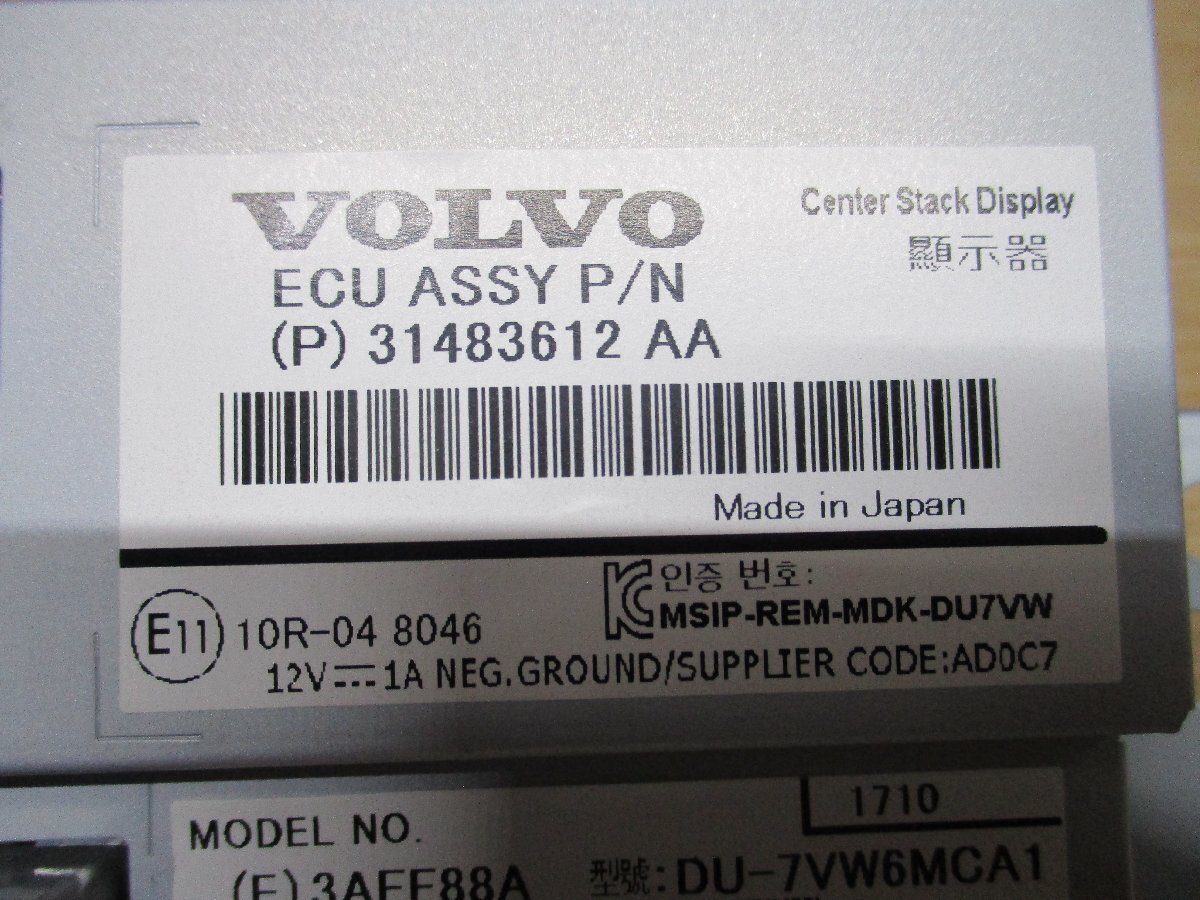 VOLVO
Center Stack Display
顯示器
ECU ASSY P/N
(P) 31483612 AA
Made in Japan
E11 10R-04 8046
인증 번호:
MSIP-REM-MDK-DU7VW
12V⎓1A NEG.GROUND/SUPPLIER CODE:AD0C7
1710
MODEL NO.
型號:DU-7VW6MCA1